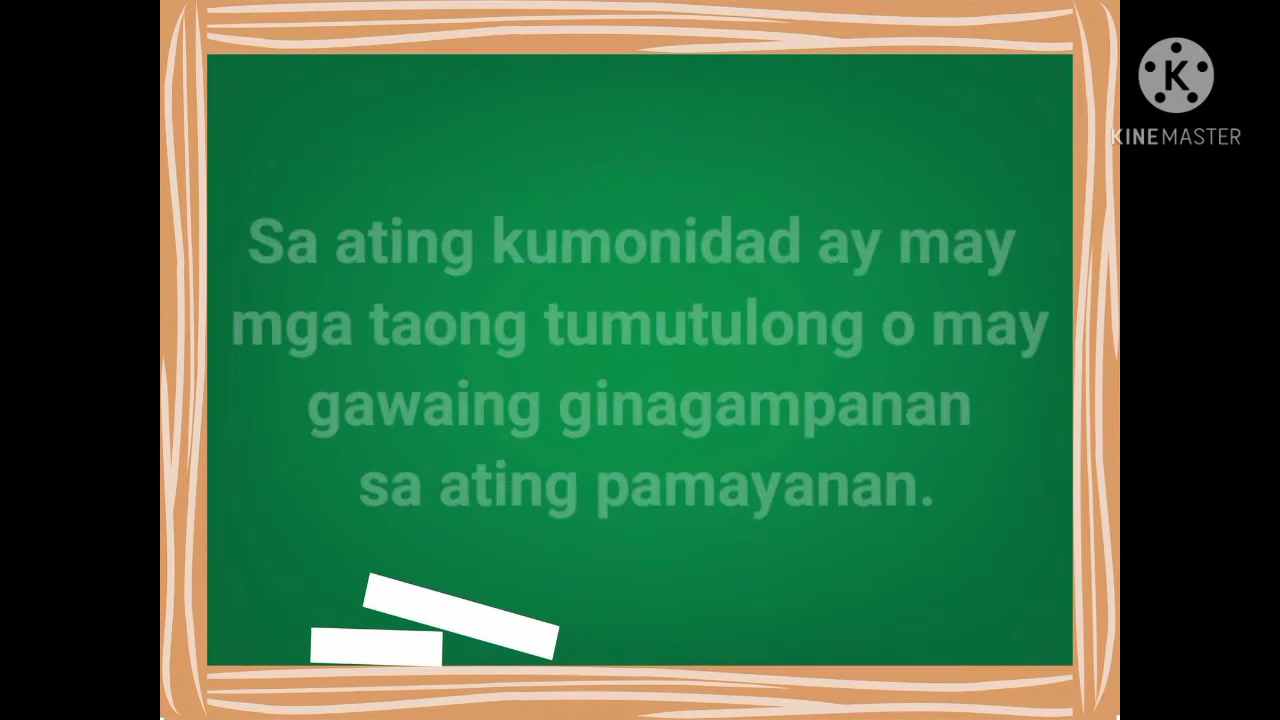 Sa ating kumonidad ay may
mga taong tumutulong o may
gawaing ginagampanan
sa ating pamayanan.
K
KINEMASTER